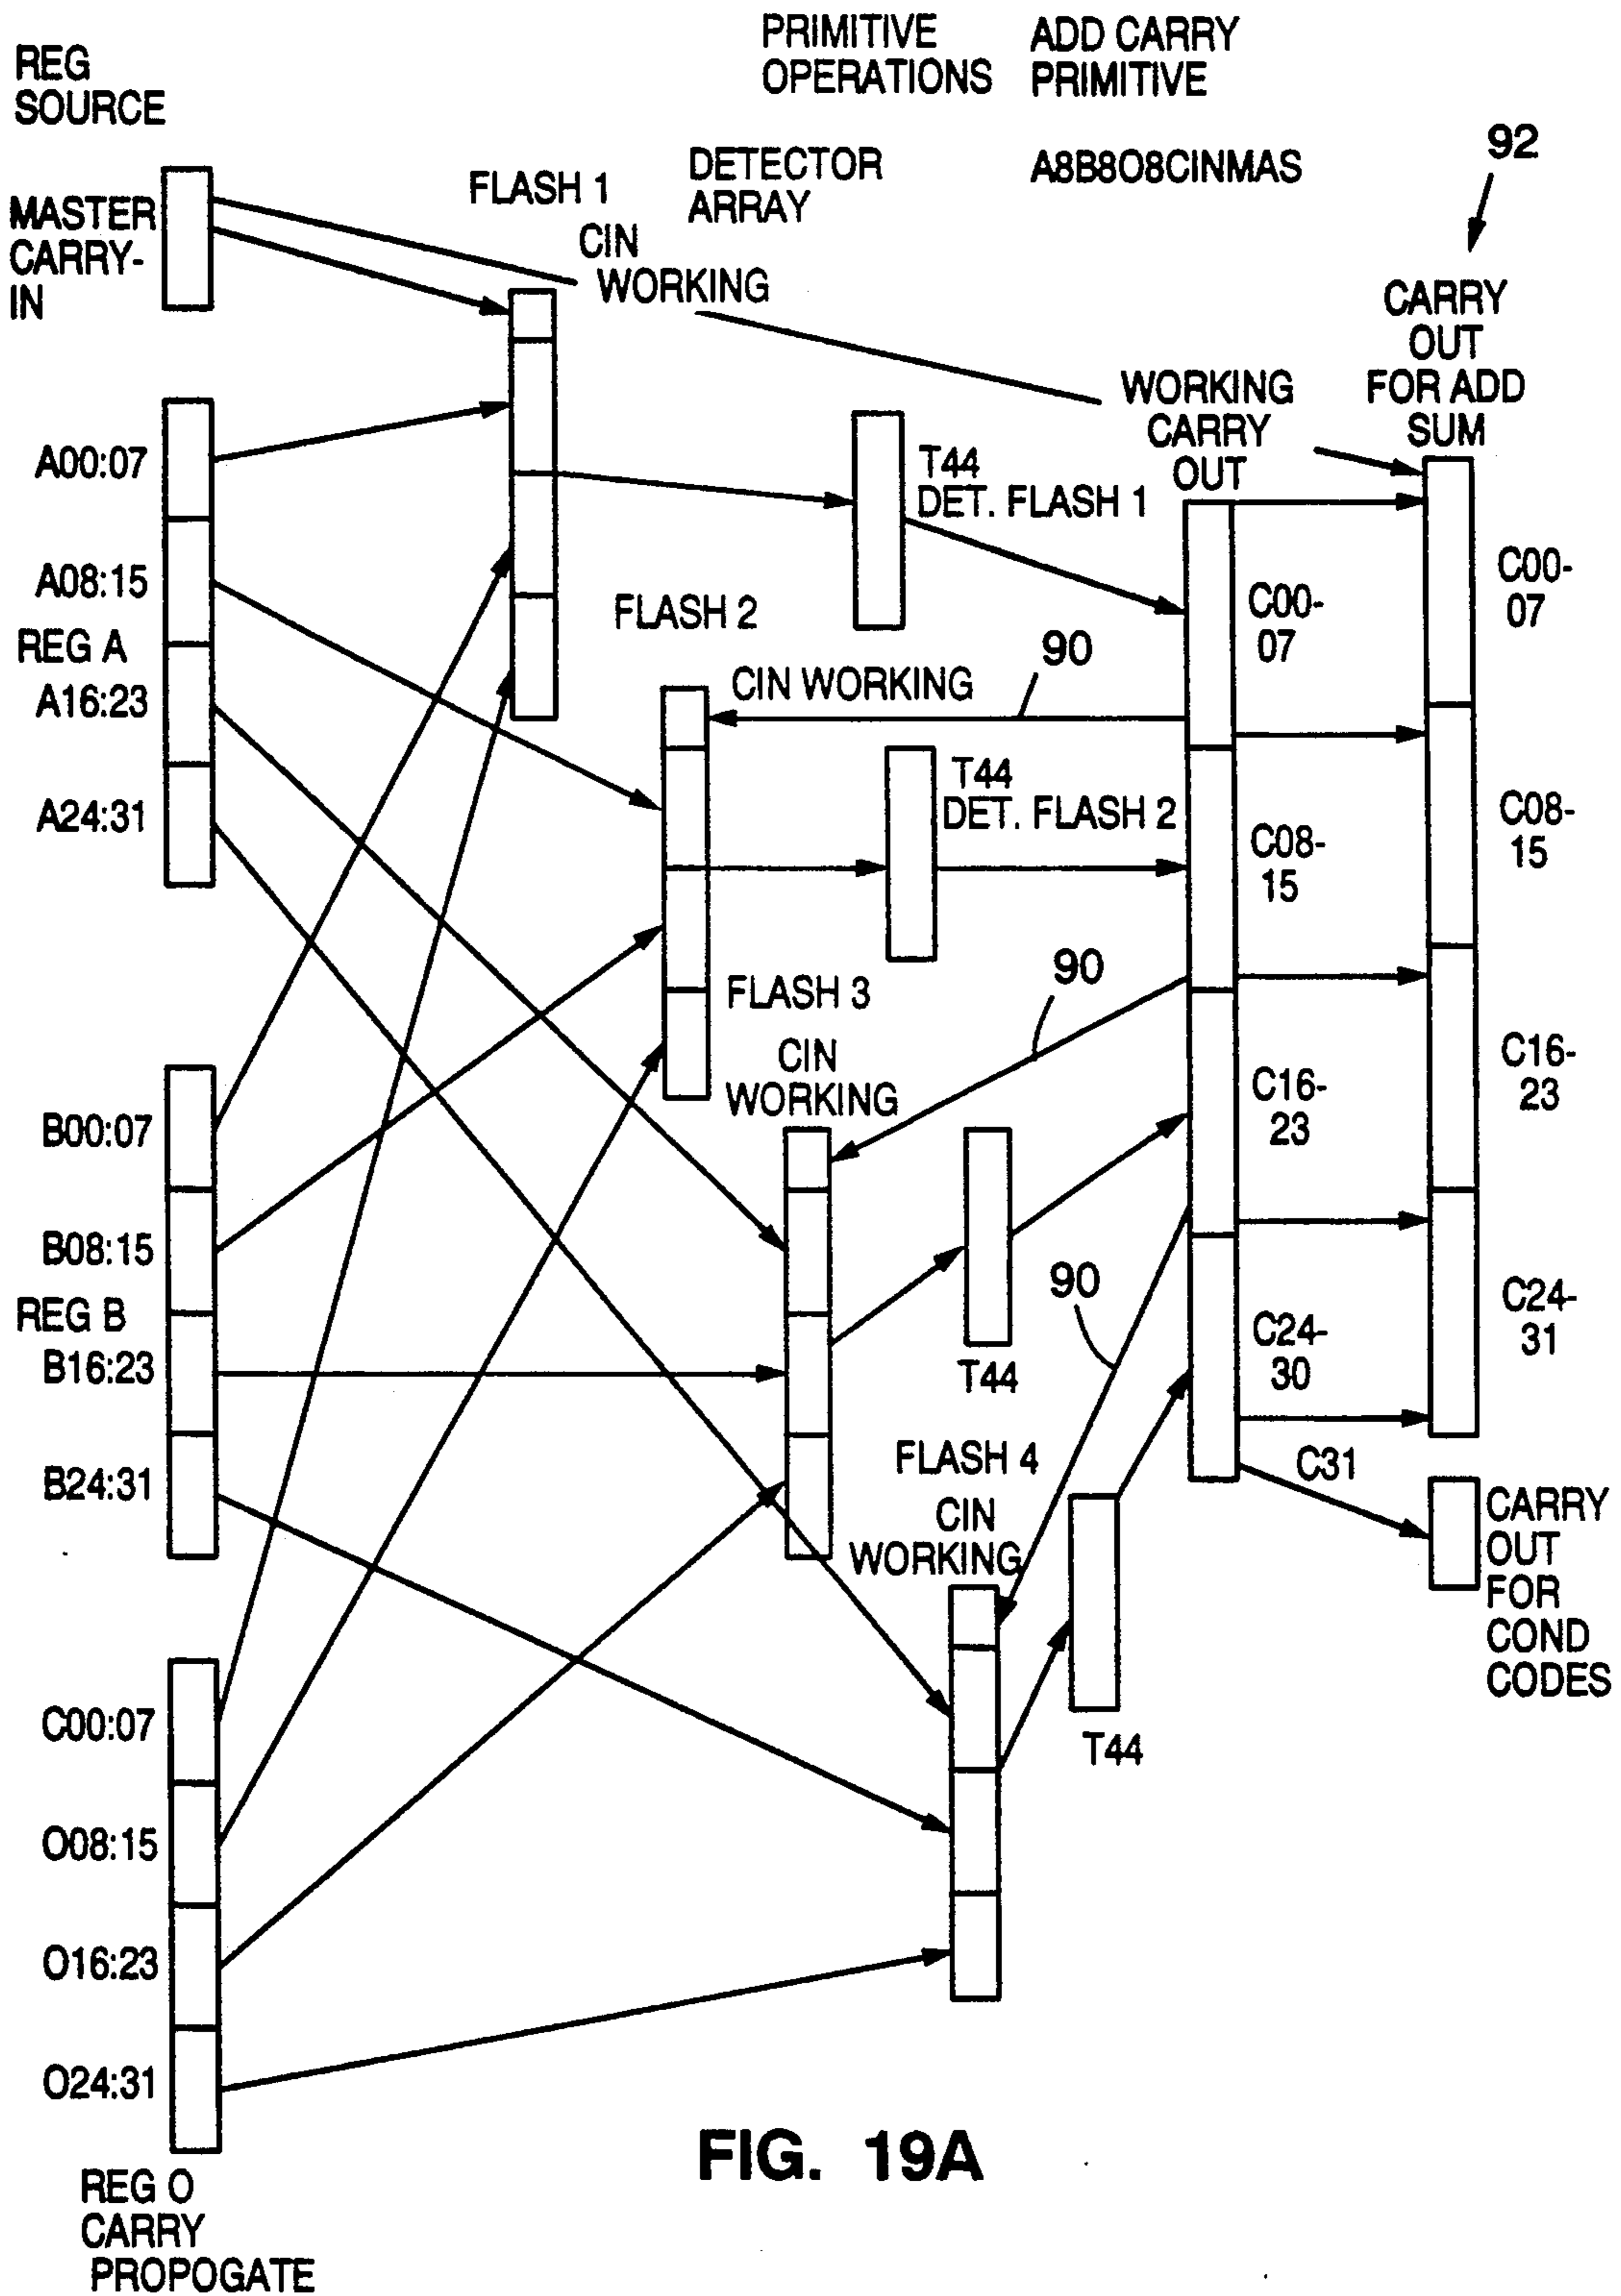 REG
SOURCE
PRIMITIVE
OPERATIONS
ADD CARRY
PRIMITIVE
MASTER
CARRY-
IN
FLASH 1
DETECTOR
ARRAY
A8B8O8CINMAS
92
CIN
WORKING
CARRY
OUT
FOR ADD
SUM
WORKING
CARRY
OUT
A00:07
A08:15
REG A
A16:23
A24:31
T44
DET. FLASH 1
C00-
07
C00-
07
FLASH 2
CIN WORKING
90
T44
DET. FLASH 2
C08-
15
C08-
15
90
FLASH 3
CIN
WORKING
C16-
23
C16-
23
B00:07
B08:15
REG B
B16:23
B24:31
T44
90
C24-
30
C24-
31
FLASH 4
CIN
WORKING
C31
CARRY
OUT
FOR
COND
CODES
T44
C00:07
O08:15
O16:23
O24:31
REG O
CARRY
PROPOGATE
FIG. 19A